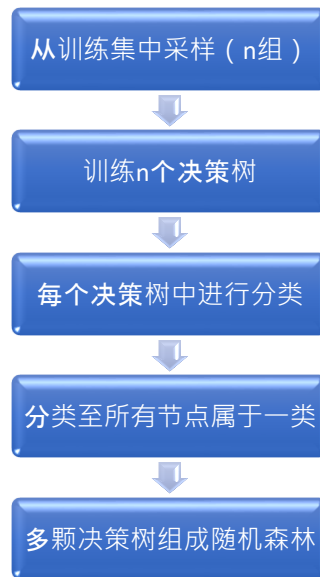 从训练集中采样（n组）
训练n个决策树
每个决策树中进行分类
分类至所有节点属于一类
多颗决策树组成随机森林